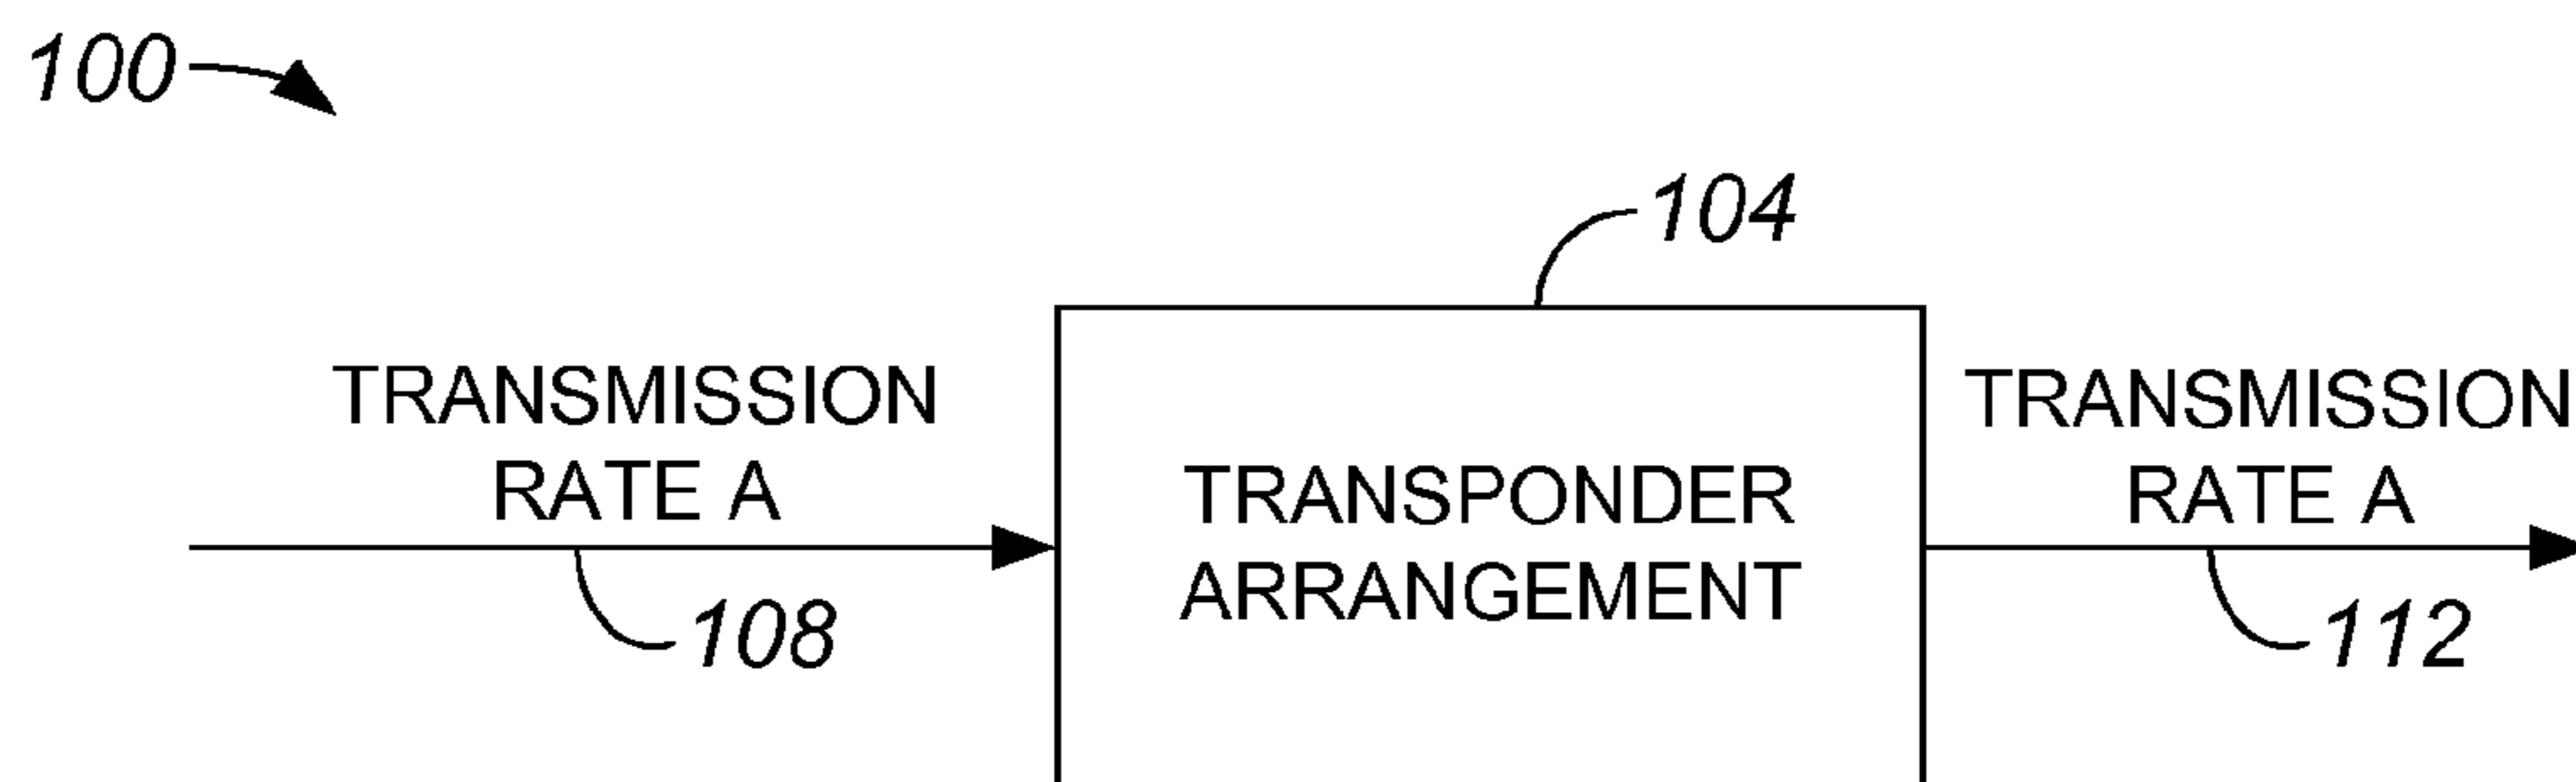 100
104
TRANSMISSION
RATE A
TRANSPONDER
ARRANGEMENT
TRANSMISSION
RATE A
108
112